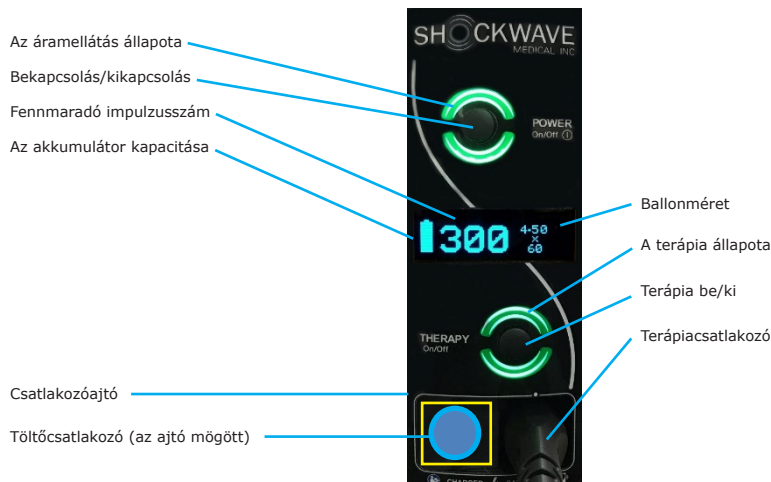 Az áramellátás állapota
Bekapcsolás/kikapcsolás
Fennmaradó impulzusszám
Az akkumulátor kapacitása
SHOCKWAVE
MEDICAL INC
POWER
On/Off
300
4.50
x
60
Ballonméret
A terápia állapota
Terápia be/ki
Terápiacsatlakozó
THERAPY
On/Off
Csatlakozóajtó
Töltőcsatlakozó (az ajtó mögött)